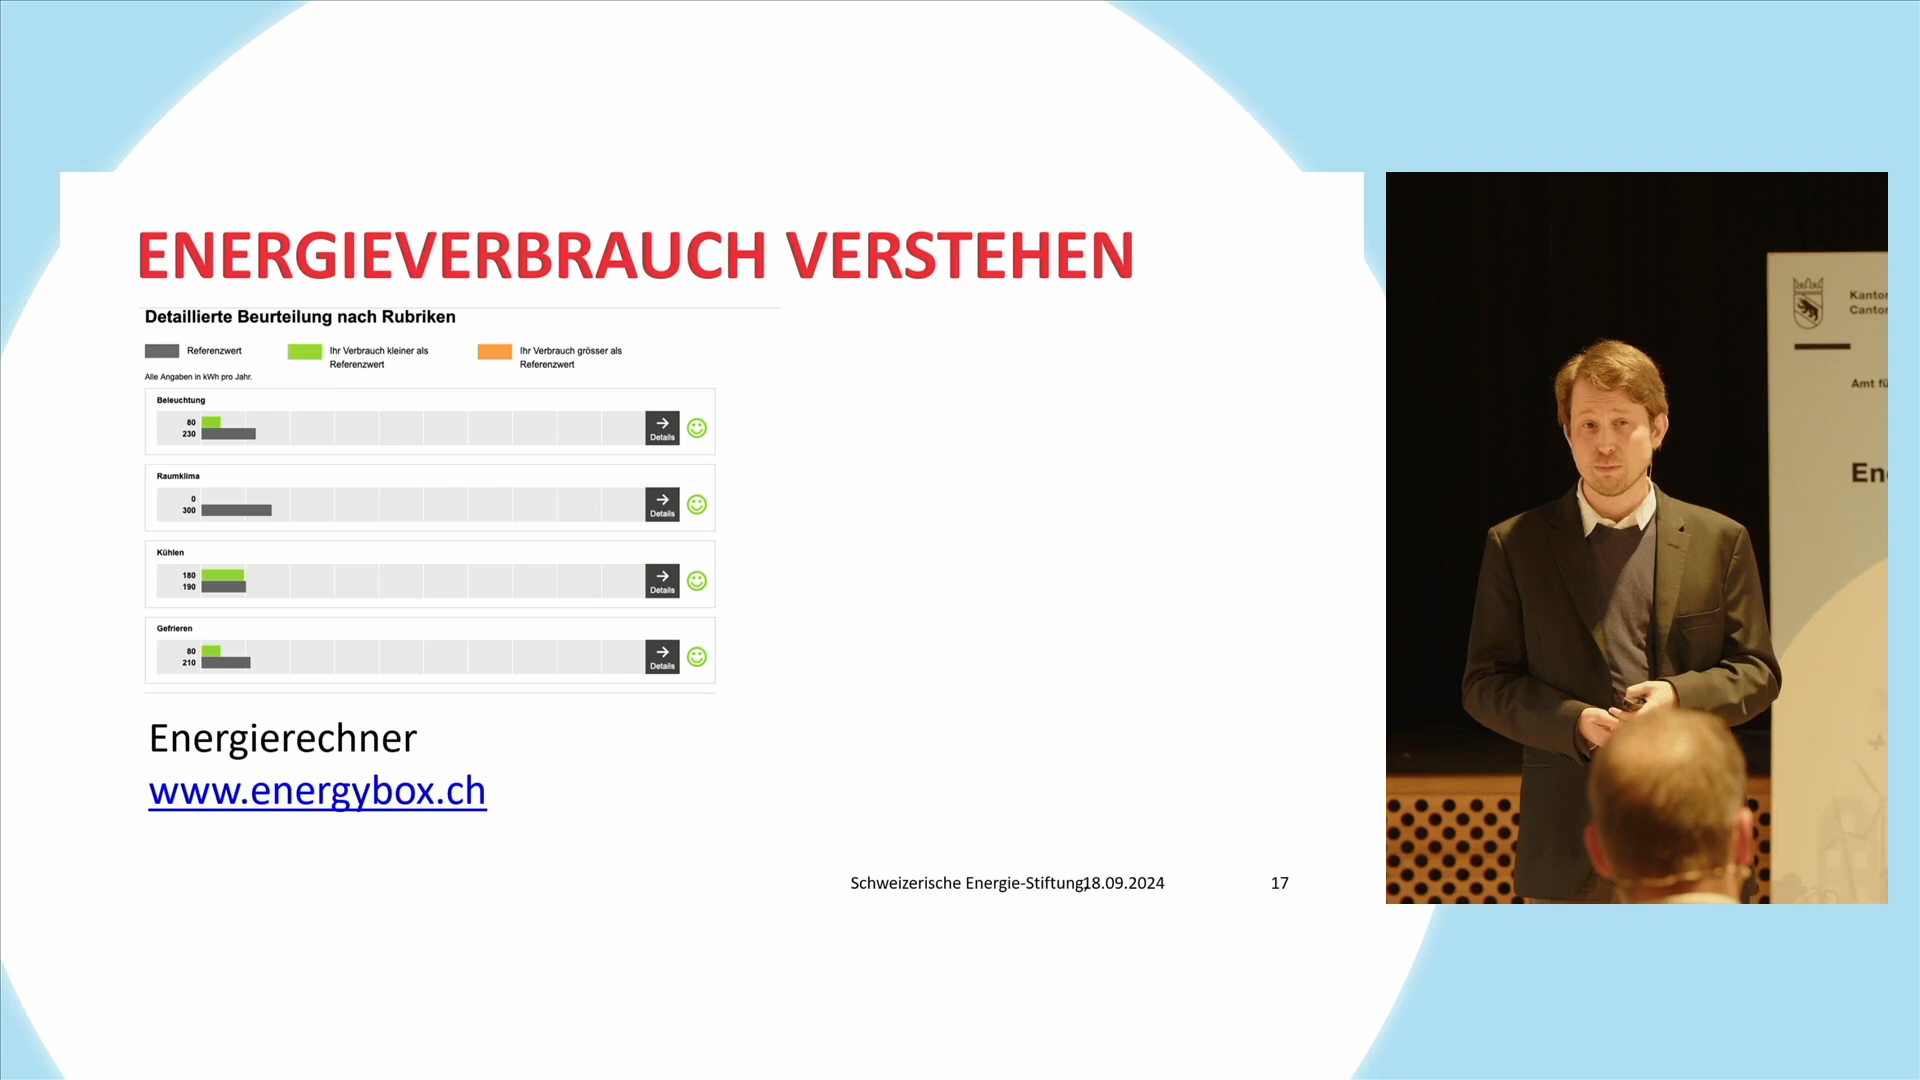 ENERGIEVERBRAUCH VERSTEHEN
Detaillierte Beurteilung nach Rubriken
Referenzwert
Ihr Verbrauch kleiner als
Referenzwert
Ihr Verbrauch grösser als
Referenzwert
Alle Angaben in kWh pro Jahr.
Beleuchtung
80
230
Details
Raumklima
0
300
Details
Kühlen
180
190
Details
Gefrieren
80
210
Details
Energierechner
www.energybox.ch
Schweizerische Energie-Stiftung, 18.09.2024
17
Kanton
Canton
Amt fü
En